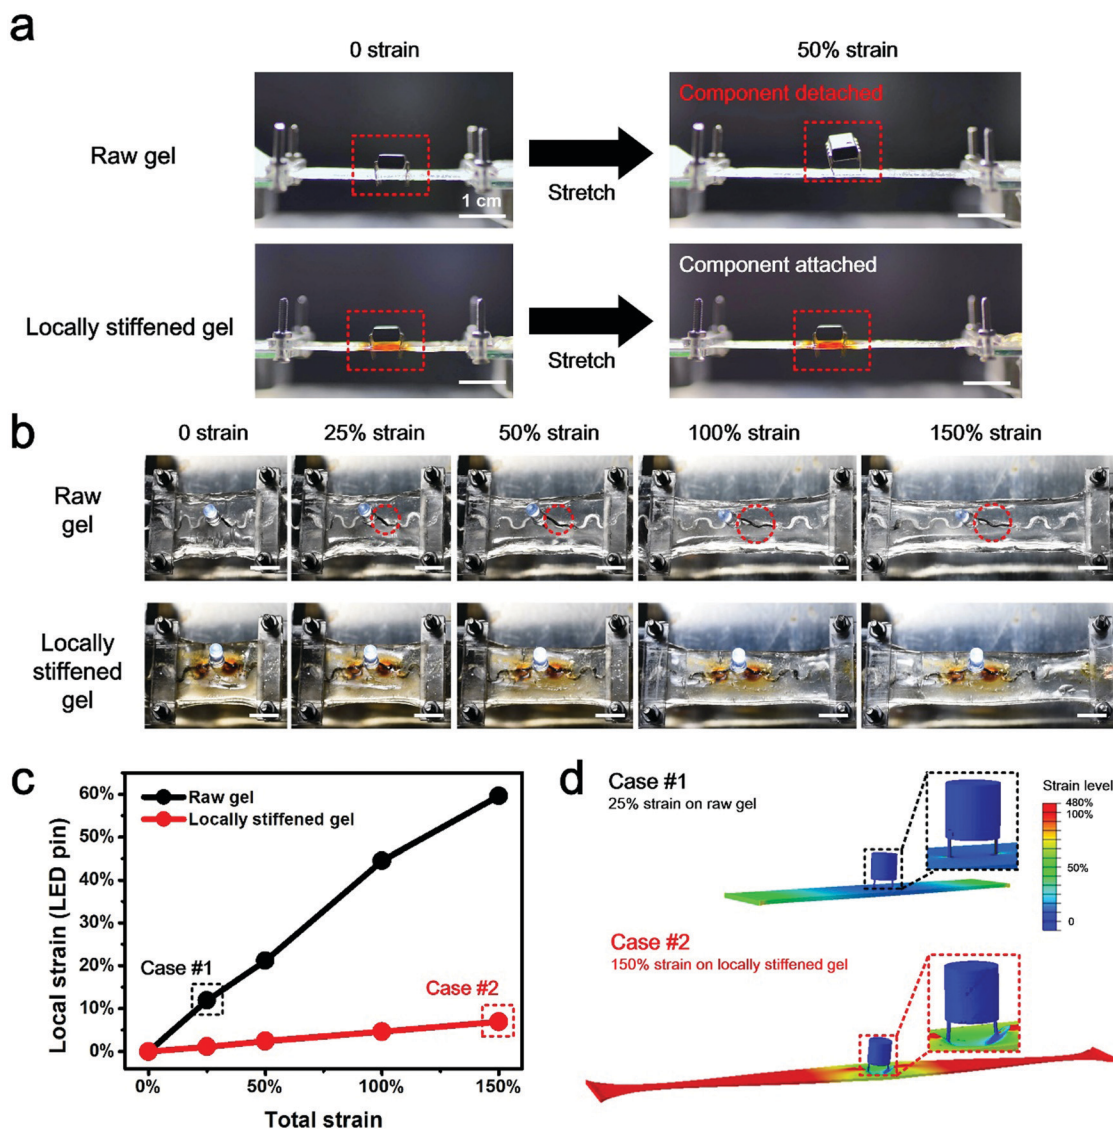 a
0 strain
50% strain
Raw gel
1 cm
Stretch
Component detached
Locally stiffened gel
Stretch
Component attached
b
0 strain
25% strain
50% strain
100% strain
150% strain
Raw
gel
Locally
stiffened
gel
c
Local strain (LED pin)
60%
50%
40%
30%
20%
10%
0%
Raw gel
Locally stiffened gel
Case #1
Case #2
0%
50%
100%
150%
Total strain
d
Case #1
25% strain on raw gel
Strain level
480%
100%
50%
0
Case #2
150% strain on locally stiffened gel